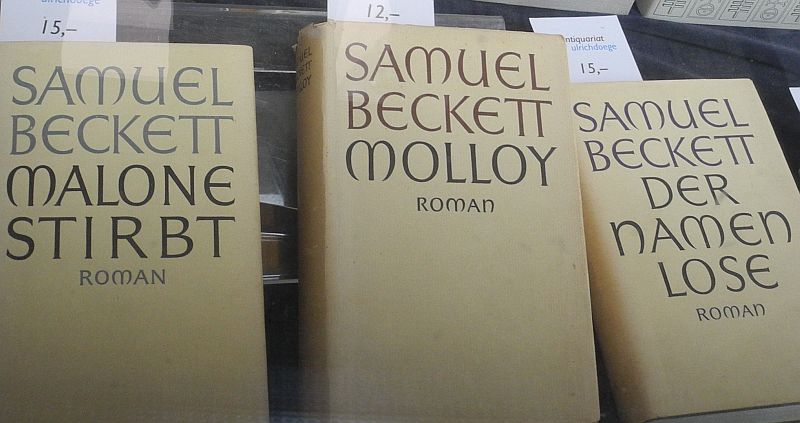 ulrichdoege
15,–
SAMUEL
BECKETT
MALONE
STIRBT
ROMAN
12,–
SAMUEL
BECKETT
MOLLOY
ROMAN
antiquariat
ulrichdoege
15,–
SAMUEL
BECKETT
DER
NAMEN
LOSE
ROMAN